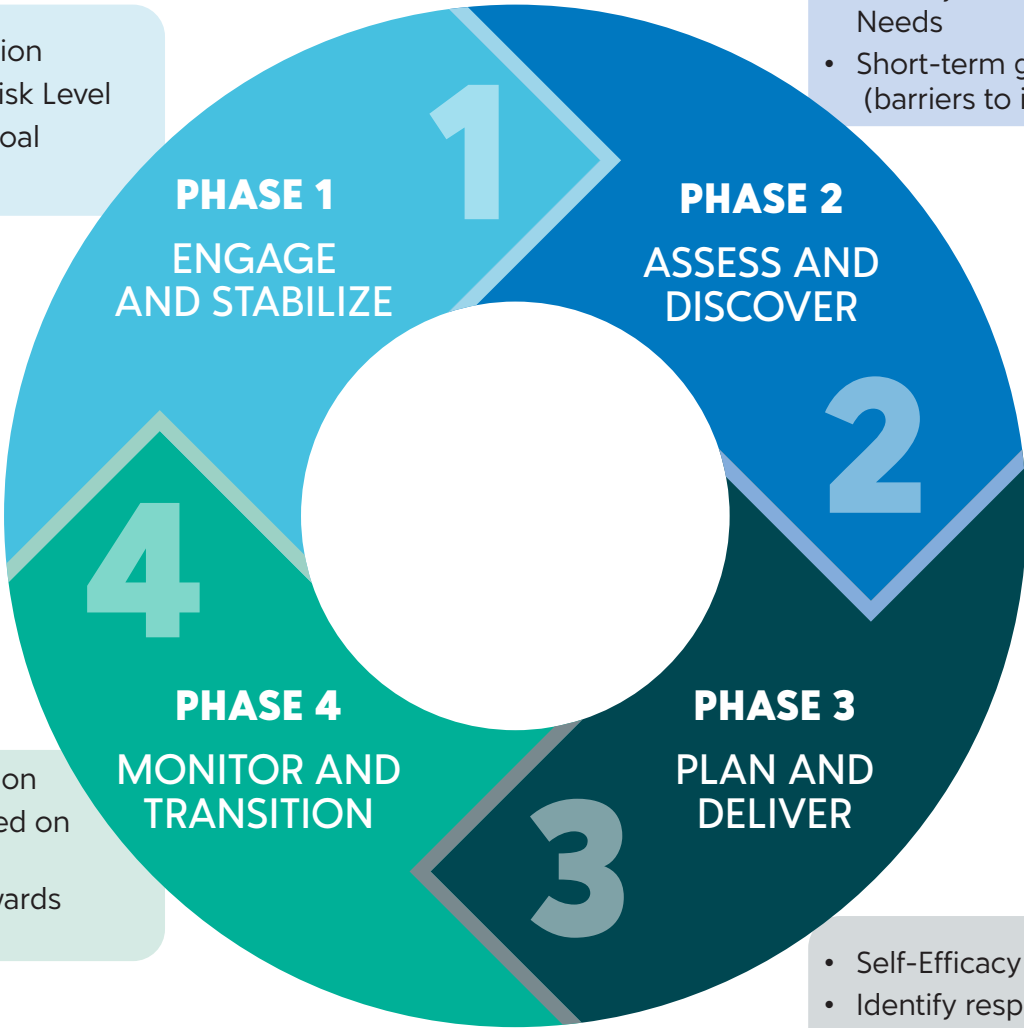 ion
isk Level
oal
Needs
• Short-term g
(barriers to i
1
PHASE 1
ENGAGE
AND STABILIZE
PHASE 2
ASSESS AND
DISCOVER
2
4
PHASE 4
MONITOR AND
TRANSITION
PHASE 3
PLAN AND
DELIVER
3
on
ed on
vards
• Self-Efficacy
• Identify resp